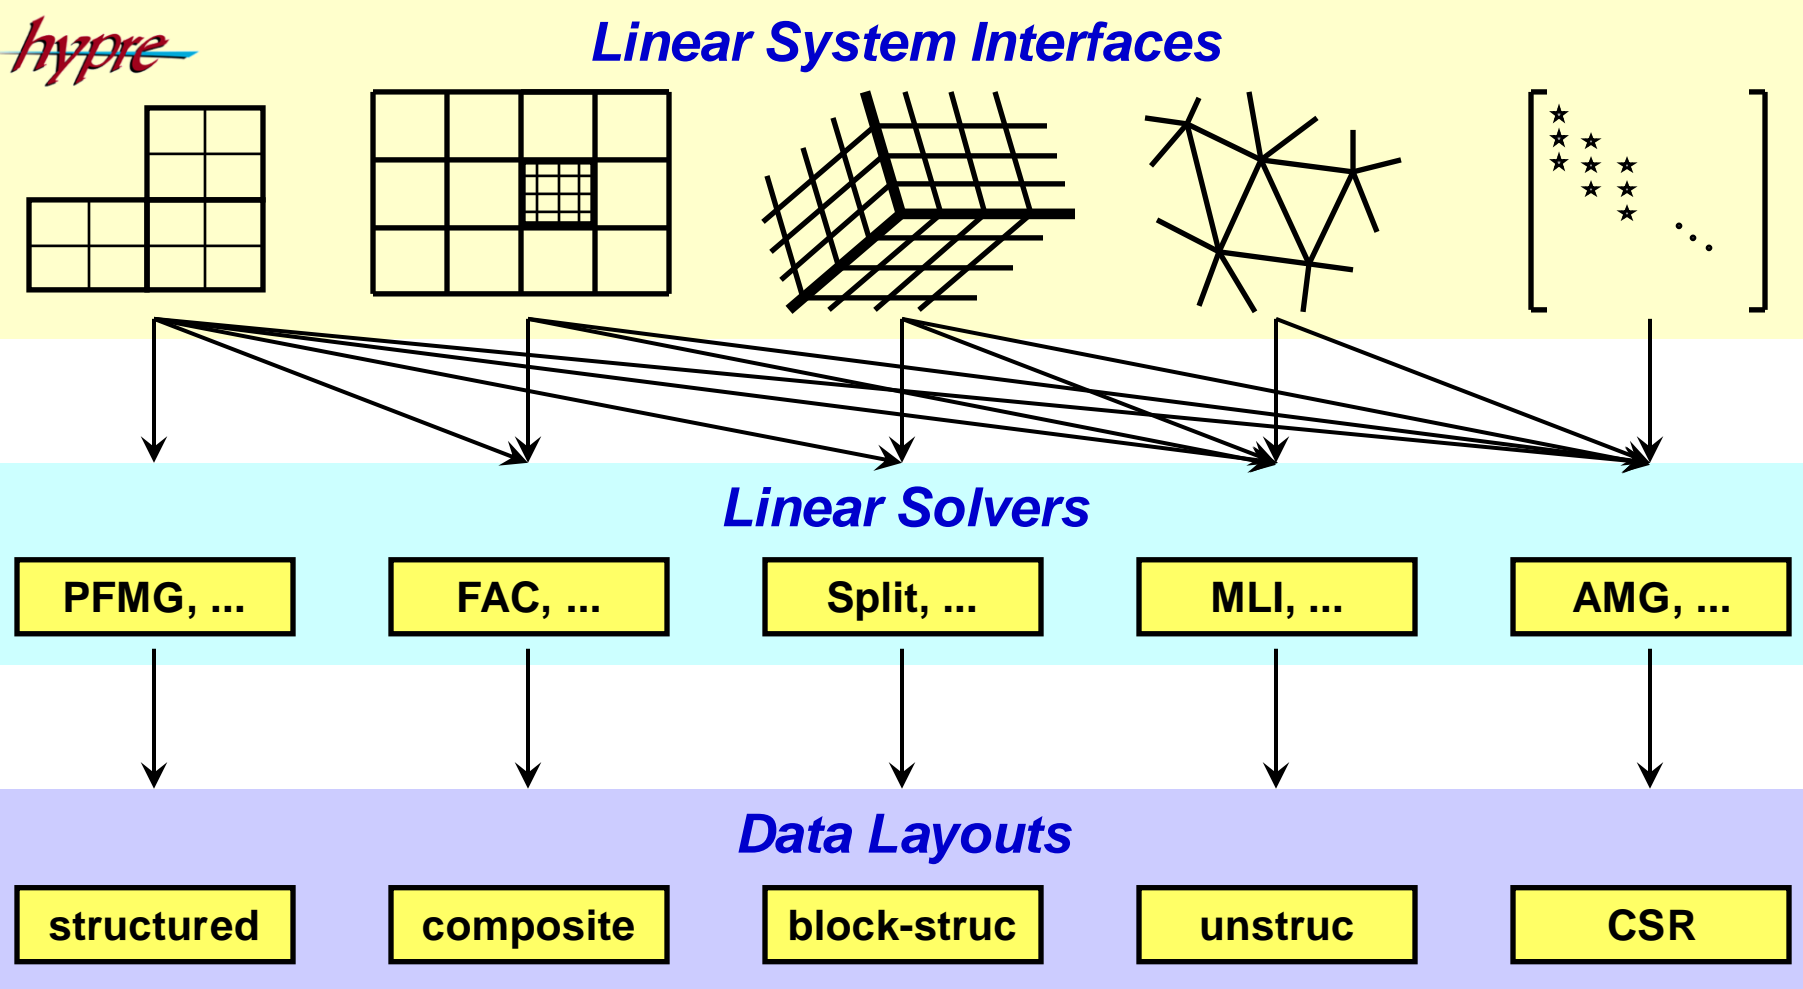 hypre
Linear System Interfaces
Linear Solvers
PFMG, ...
FAC, ...
Split, ...
MLI, ...
AMG, ...
Data Layouts
structured
composite
block-struc
unstruc
CSR